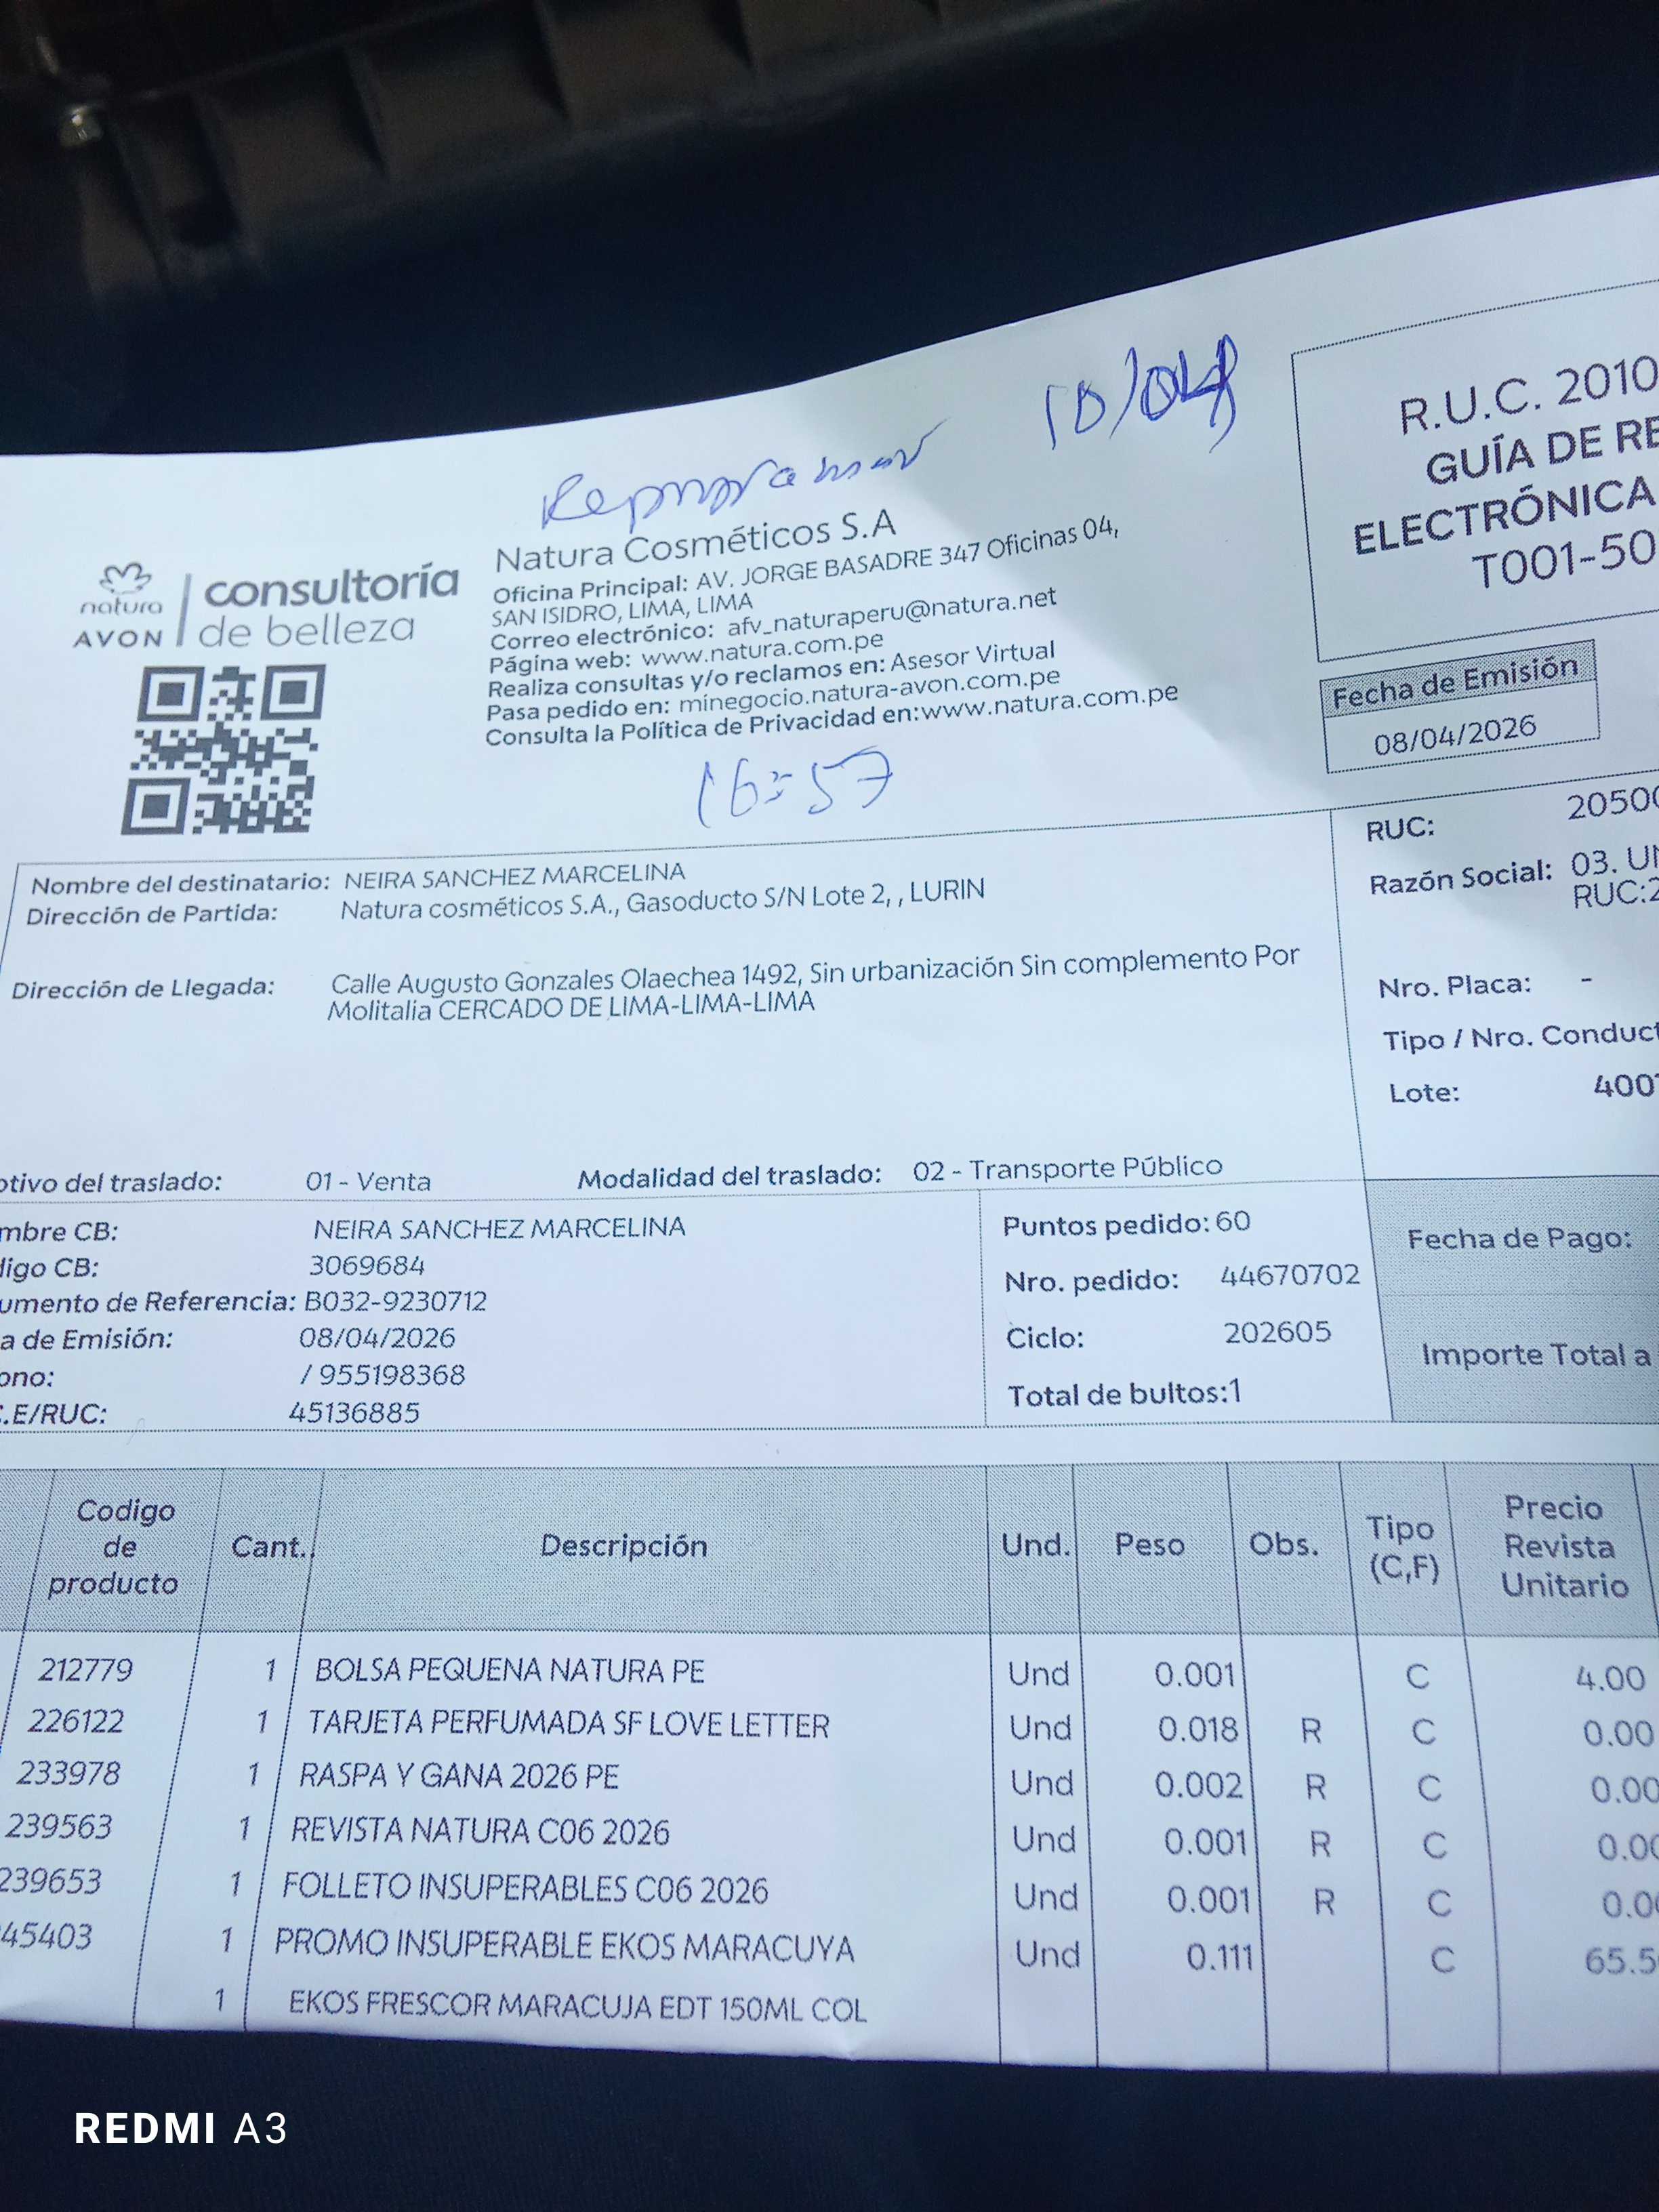 10/04
Reprogramar
R.U.C. 2010
GUÍA DE RE
ELECTRÓNICA
T001-50
natura
AVON
consultoría
de belleza
Natura Cosméticos S.A
Oficina Principal: AV. JORGE BASADRE 347 Oficinas 04,
SAN ISIDRO, LIMA, LIMA
Correo electrónico: afv_naturaperu@natura.net
Página web: www.natura.com.pe
Realiza consultas y/o reclamos en: Asesor Virtual
Pasa pedido en: minegocio.natura-avon.com.pe
Consulta la Política de Privacidad en:www.natura.com.pe
Fecha de Emisión
08/04/2026
16:57
Nombre del destinatario: NEIRA SANCHEZ MARCELINA
Dirección de Partida: Natura cosméticos S.A., Gasoducto S/N Lote 2, , LURIN
Dirección de Llegada: Calle Augusto Gonzales Olaechea 1492, Sin urbanización Sin complemento Por
Molitalia CERCADO DE LIMA-LIMA-LIMA
RUC: 20500
Razón Social: 03. UN
RUC:2
Nro. Placa: -
Tipo / Nro. Conduct
Lote: 4007
otivo del traslado: 01 - Venta Modalidad del traslado: 02 - Transporte Público
mbre CB: NEIRA SANCHEZ MARCELINA
digo CB: 3069684
umento de Referencia: B032-9230712
a de Emisión: 08/04/2026
ono: / 955198368
C.E/RUC: 45136885
Puntos pedido: 60
Nro. pedido: 44670702
Ciclo: 202605
Total de bultos:1
Fecha de Pago:
Importe Total a
Codigo de producto Cant. Descripción Und. Peso Obs. Tipo (C,F) Precio Revista Unitario
212779 1 BOLSA PEQUENA NATURA PE Und 0.001 C 4.00
226122 1 TARJETA PERFUMADA SF LOVE LETTER Und 0.018 R C 0.00
233978 1 RASPA Y GANA 2026 PE Und 0.002 R C 0.00
239563 1 REVISTA NATURA C06 2026 Und 0.001 R C 0.00
239653 1 FOLLETO INSUPERABLES C06 2026 Und 0.001 R C 0.00
45403 1 PROMO INSUPERABLE EKOS MARACUYA Und 0.111 C 65.5
1 EKOS FRESCOR MARACUJA EDT 150ML COL
REDMI A3